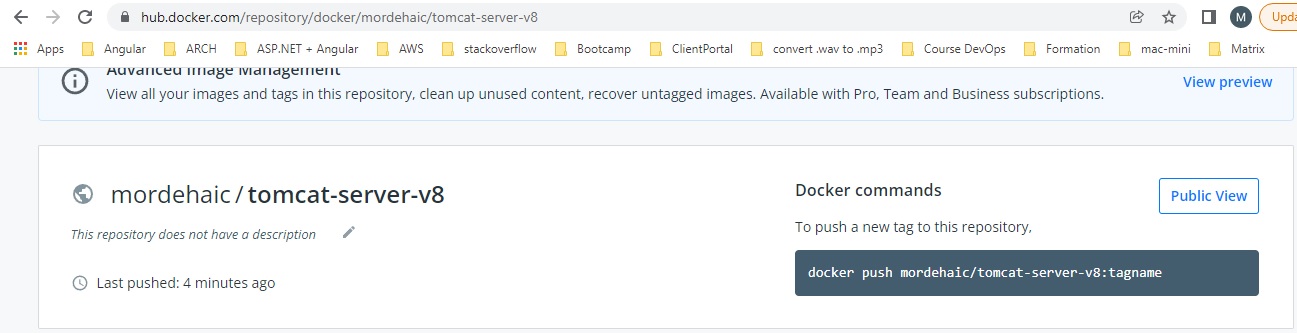 hub.docker.com/repository/docker/mordehaic/tomcat-server-v8
M
Upda
Apps Angular ARCH ASP.NET + Angular AWS stackoverflow Bootcamp ClientPortal convert .wav to .mp3 Course DevOps Formation mac-mini Matrix
Advanced Image Management
View all your images and tags in this repository, clean up unused content, recover untagged images. Available with Pro, Team and Business subscriptions.
View preview
mordehaic / tomcat-server-v8
This repository does not have a description
Last pushed: 4 minutes ago
Docker commands
Public View
To push a new tag to this repository,
docker push mordehaic/tomcat-server-v8:tagname